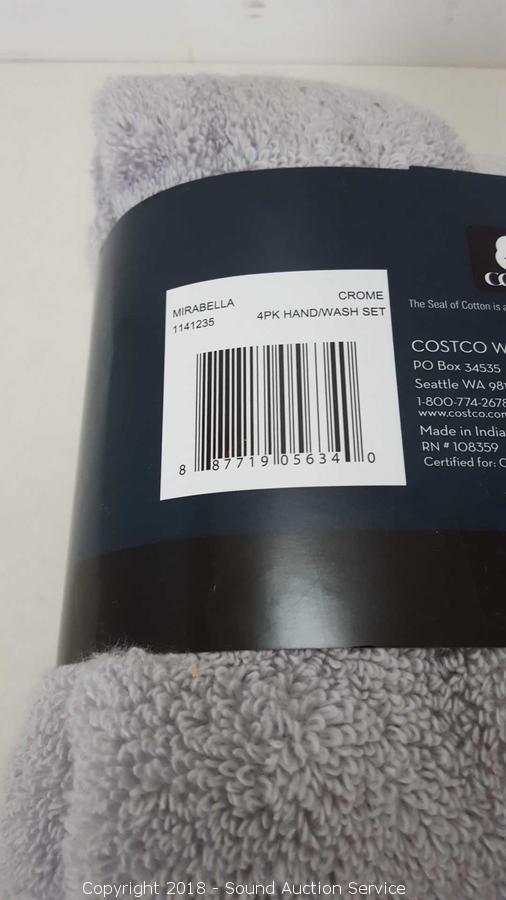 MIRABELLA CROME
1141235 4PK HAND/WASH SET
8 87719 05634 0
The Seal of Cotton is
COSTCO
PO Box 34535
Seattle WA
1-800-774-2678
www.costco.com
Made in India
RN # 108359
Certified for:
Copyright 2018 - Sound Auction Service